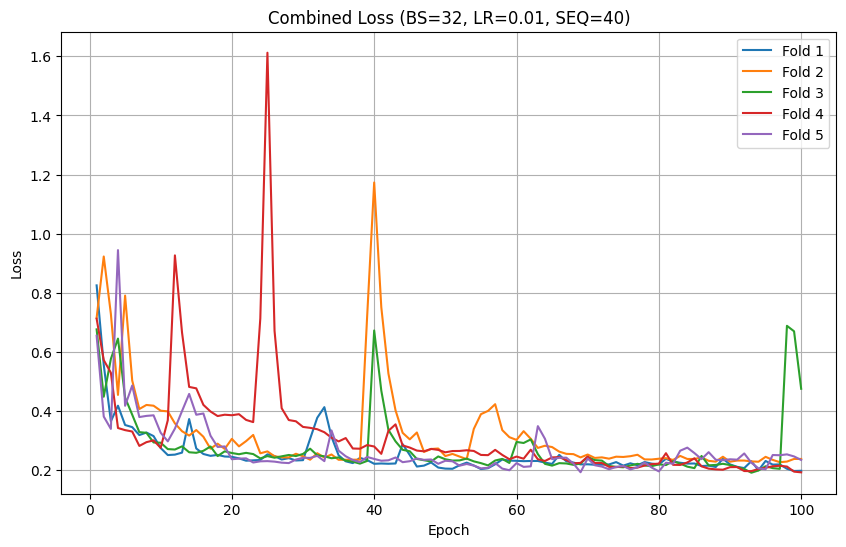 Combined Loss (BS=32, LR=0.01, SEQ=40)
Fold 1
Fold 2
Fold 3
Fold 4
Fold 5
Loss
1.6
1.4
1.2
1.0
0.8
0.6
0.4
0.2
0
20
40
60
80
100
Epoch